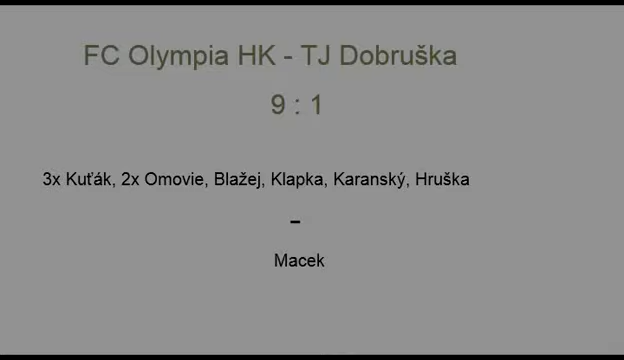 FC Olympia HK - TJ Dobruška
9 : 1
3x Kuťák, 2x Omovie, Blažej, Klapka, Karanský, Hruška
-
Macek